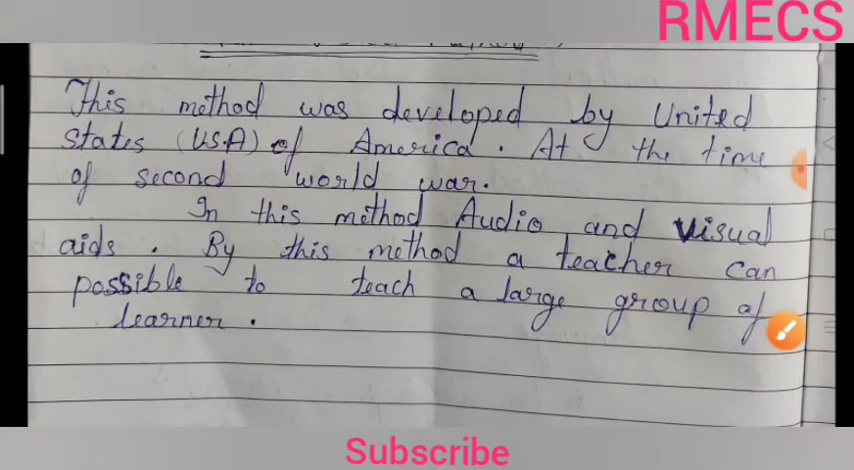 RMECS
This method was developed by United
States (U.S.A) of America. At the time
of second world war.
In this method Audio and visual
aids. By this method a teacher can
possible to teach a large group of
learner.
Subscribe